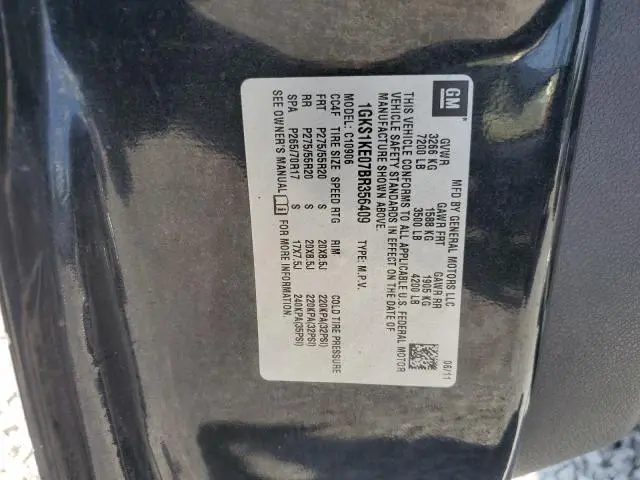 GM
MFD BY GENERAL MOTORS LLC
06/11
GVWR GAWR FRT GAWR RR
3266 KG 1588 KG 1905 KG
7200 LB 3500 LB 4200 LB
THIS VEHICLE CONFORMS TO ALL APPLICABLE U.S. FEDERAL MOTOR
VEHICLE SAFETY STANDARDS IN EFFECT ON THE DATE OF
MANUFACTURE SHOWN ABOVE.
1GKS1KE07BR356409 TYPE: M.P.V.
MODEL: C10906
CC4F TIRE SIZE SPEED RTG RIM COLD TIRE PRESSURE
FRT P275/55R20 S 20X8.5J 220KPA(32PSI)
RR P275/55R20 S 20X8.5J 220KPA(32PSI)
SPA P265/70R17 S 17X7.5J 240KPA(35PSI)
SEE OWNER'S MANUAL FOR MORE INFORMATION.